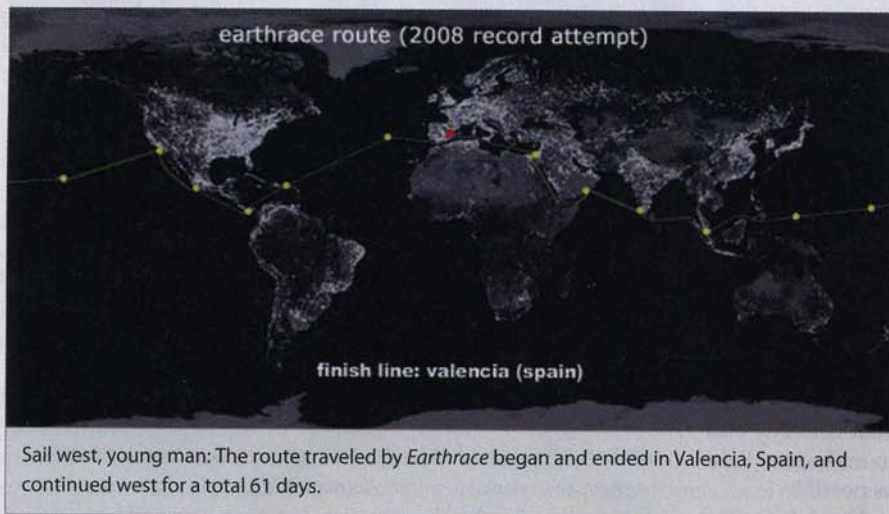 earthrace route (2008 record attempt)
finish line: valencia (spain)
Sail west, young man: The route traveled by Earthrace began and ended in Valencia, Spain, and
continued west for a total 61 days.